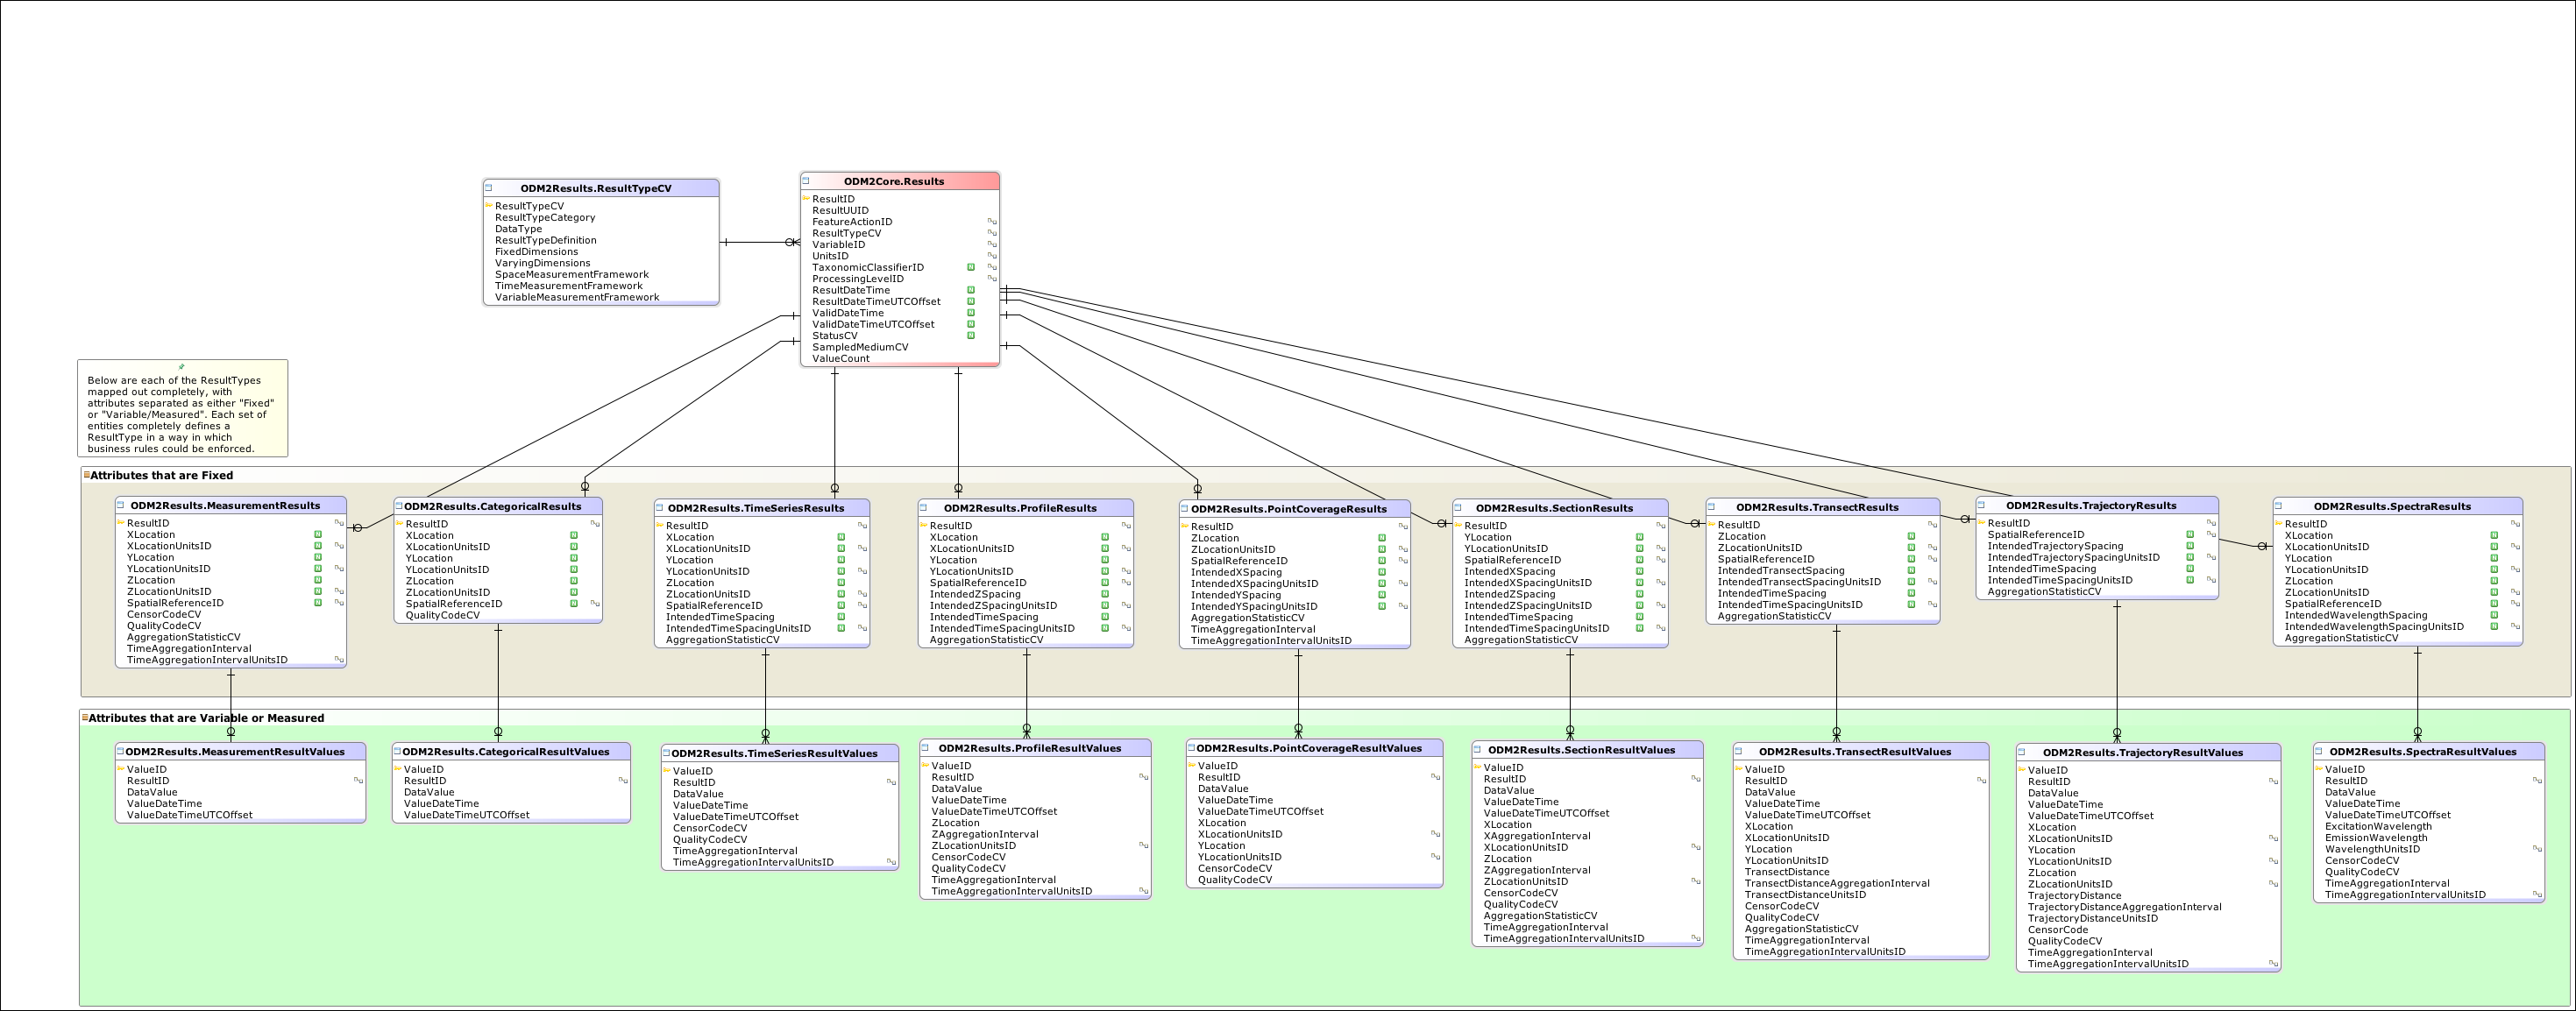 ODM2Results.ResultTypeCV
ResultTypeCV
ResultTypeCategory
DataType
ResultTypeDefinition
FixedDimensions
VaryingDimensions
SpaceMeasurementFramework
TimeMeasurementFramework
VariableMeasurementFramework
ODM2Core.Results
ResultID
ResultUUID
FeatureActionID
ResultTypeCV
VariableID
UnitsID
TaxonomicClassifierID
ProcessingLevelID
ResultDateTime
ResultDateTimeUTCOffset
ValidDateTime
ValidDateTimeUTCOffset
StatusCV
SampledMediumCV
ValueCount
Below are each of the ResultTypes
mapped out completely, with
attributes separated as either "Fixed"
or "Variable/Measured". Each set of
entities completely defines a
ResultType in a way in which
business rules could be enforced.
Attributes that are Fixed
ODM2Results.MeasurementResults
ResultID
XLocation
XLocationUnitsID
YLocation
YLocationUnitsID
ZLocation
ZLocationUnitsID
SpatialReferenceID
CensorCodeCV
QualityCodeCV
AggregationStatisticCV
TimeAggregationInterval
TimeAggregationIntervalUnitsID
ODM2Results.CategoricalResults
ResultID
XLocation
XLocationUnitsID
YLocation
YLocationUnitsID
ZLocation
ZLocationUnitsID
SpatialReferenceID
QualityCodeCV
ODM2Results.TimeSeriesResults
ResultID
XLocation
XLocationUnitsID
YLocation
YLocationUnitsID
ZLocation
ZLocationUnitsID
SpatialReferenceID
IntendedTimeSpacing
IntendedTimeSpacingUnitsID
AggregationStatisticCV
ODM2Results.ProfileResults
ResultID
XLocation
XLocationUnitsID
YLocation
YLocationUnitsID
SpatialReferenceID
IntendedZSpacing
IntendedZSpacingUnitsID
IntendedTimeSpacing
IntendedTimeSpacingUnitsID
AggregationStatisticCV
ODM2Results.PointCoverageResults
ResultID
ZLocation
ZLocationUnitsID
SpatialReferenceID
IntendedXSpacing
IntendedXSpacingUnitsID
IntendedYSpacing
IntendedYSpacingUnitsID
AggregationStatisticCV
TimeAggregationInterval
TimeAggregationIntervalUnitsID
ODM2Results.SectionResults
ResultID
YLocation
YLocationUnitsID
SpatialReferenceID
IntendedXSpacing
IntendedXSpacingUnitsID
IntendedZSpacing
IntendedZSpacingUnitsID
IntendedTimeSpacing
IntendedTimeSpacingUnitsID
AggregationStatisticCV
ODM2Results.TransectResults
ResultID
ZLocation
ZLocationUnitsID
SpatialReferenceID
IntendedTransectSpacing
IntendedTransectSpacingUnitsID
IntendedTimeSpacing
IntendedTimeSpacingUnitsID
AggregationStatisticCV
ODM2Results.TrajectoryResults
ResultID
SpatialReferenceID
IntendedTrajectorySpacing
IntendedTrajectorySpacingUnitsID
IntendedTimeSpacing
IntendedTimeSpacingUnitsID
AggregationStatisticCV
ODM2Results.SpectraResults
ResultID
XLocation
XLocationUnitsID
YLocation
YLocationUnitsID
ZLocation
ZLocationUnitsID
SpatialReferenceID
IntendedWavelengthSpacing
IntendedWavelengthSpacingUnitsID
AggregationStatisticCV
Attributes that are Variable or Measured
ODM2Results.MeasurementResultValues
ValueID
ResultID
DataValue
ValueDateTime
ValueDateTimeUTCOffset
ODM2Results.CategoricalResultValues
ValueID
ResultID
DataValue
ValueDateTime
ValueDateTimeUTCOffset
ODM2Results.TimeSeriesResultValues
ValueID
ResultID
DataValue
ValueDateTime
ValueDateTimeUTCOffset
CensorCodeCV
QualityCodeCV
TimeAggregationInterval
TimeAggregationIntervalUnitsID
ODM2Results.ProfileResultValues
ValueID
ResultID
DataValue
ValueDateTime
ValueDateTimeUTCOffset
ZLocation
ZAggregationInterval
ZLocationUnitsID
CensorCodeCV
QualityCodeCV
TimeAggregationInterval
TimeAggregationIntervalUnitsID
ODM2Results.PointCoverageResultValues
ValueID
ResultID
DataValue
ValueDateTime
ValueDateTimeUTCOffset
XLocation
XLocationUnitsID
YLocation
YLocationUnitsID
CensorCodeCV
QualityCodeCV
ODM2Results.SectionResultValues
ValueID
ResultID
DataValue
ValueDateTime
ValueDateTimeUTCOffset
XLocation
XAggregationInterval
XLocationUnitsID
ZLocation
ZAggregationInterval
ZLocationUnitsID
CensorCodeCV
QualityCodeCV
AggregationStatisticCV
TimeAggregationInterval
TimeAggregationIntervalUnitsID
ODM2Results.TransectResultValues
ValueID
ResultID
DataValue
ValueDateTime
ValueDateTimeUTCOffset
XLocation
XLocationUnitsID
YLocation
YLocationUnitsID
TransectDistance
TransectDistanceAggregationInterval
TransectDistanceUnitsID
CensorCodeCV
QualityCodeCV
AggregationStatisticCV
TimeAggregationInterval
TimeAggregationIntervalUnitsID
ODM2Results.TrajectoryResultValues
ValueID
ResultID
DataValue
ValueDateTime
ValueDateTimeUTCOffset
XLocation
XLocationUnitsID
YLocation
YLocationUnitsID
ZLocation
ZLocationUnitsID
TrajectoryDistance
TrajectoryDistanceAggregationInterval
TrajectoryDistanceUnitsID
CensorCode
QualityCodeCV
TimeAggregationInterval
TimeAggregationIntervalUnitsID
ODM2Results.SpectraResultValues
ValueID
ResultID
DataValue
ValueDateTime
ValueDateTimeUTCOffset
ExcitationWavelength
EmissionWavelength
WavelengthUnitsID
CensorCodeCV
QualityCodeCV
TimeAggregationInterval
TimeAggregationIntervalUnitsID